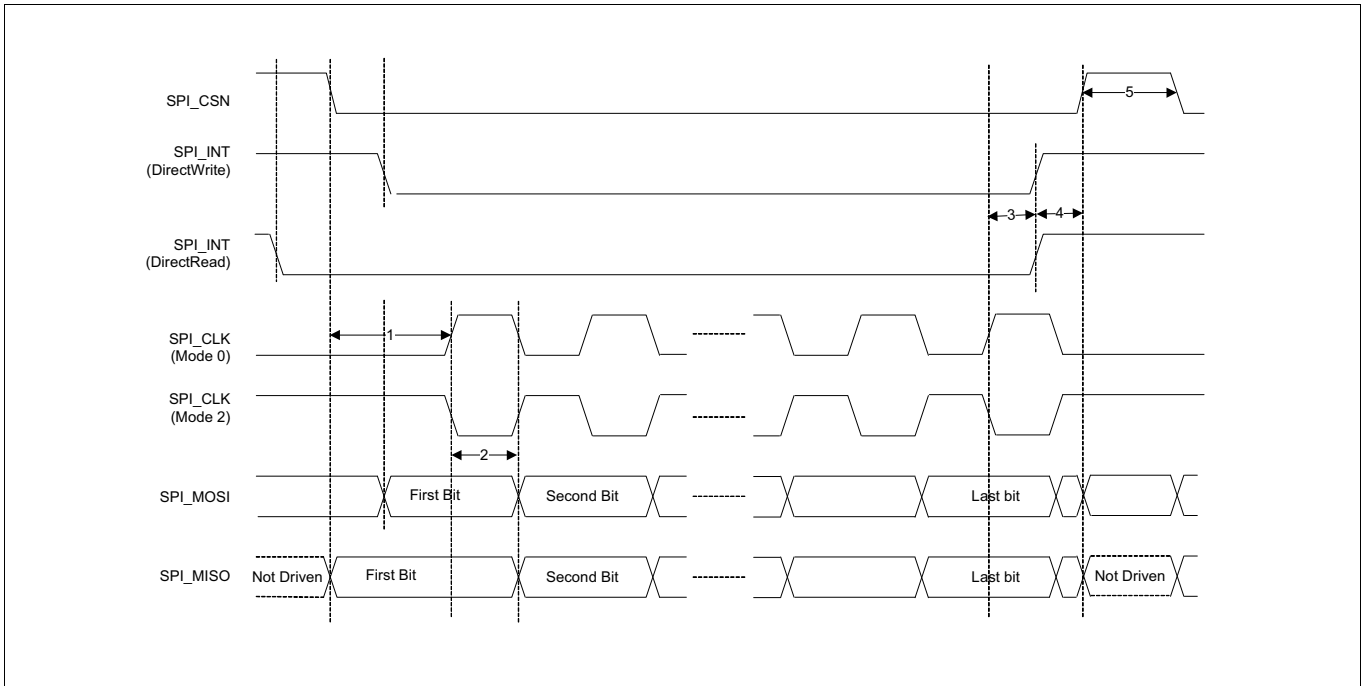 SPI_CSN
5
SPI_INT
(DirectWrite)
3
4
SPI_INT
(DirectRead)
1
SPI_CLK
(Mode 0)
SPI_CLK
(Mode 2)
2
SPI_MOSI
First Bit
Second Bit
Last bit
SPI_MISO
Not Driven
First Bit
Second Bit
Last bit
Not Driven